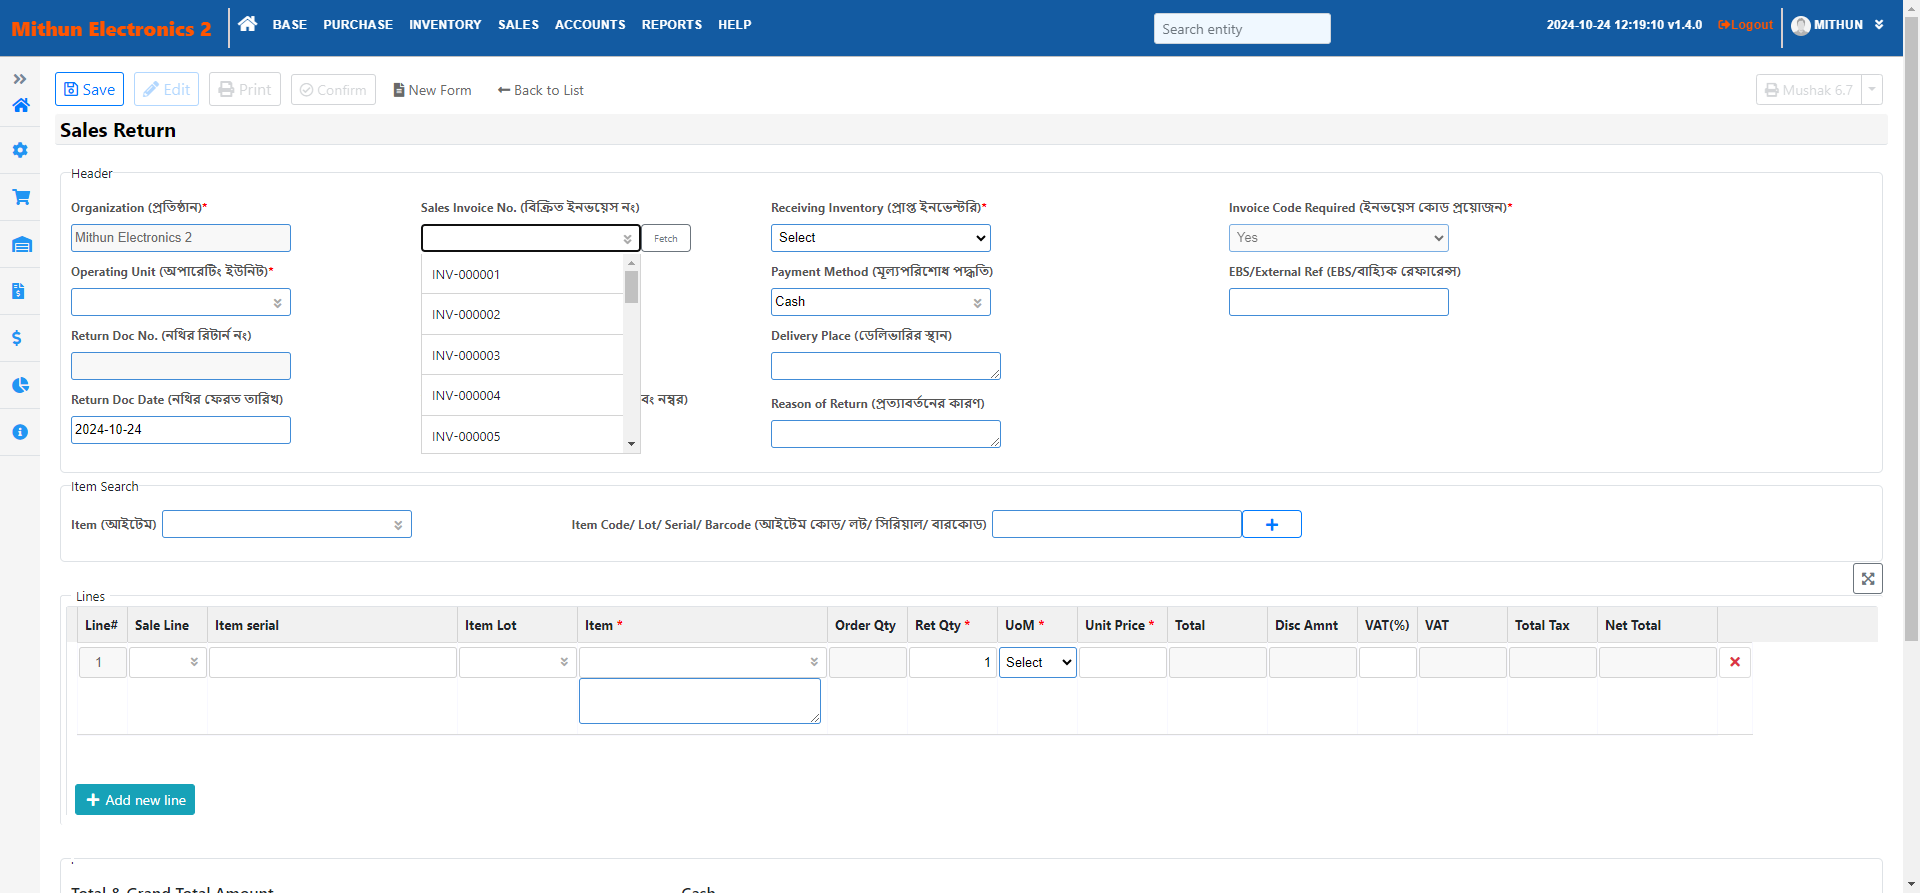 Mithun Electronics 2
BASE PURCHASE INVENTORY SALES ACCOUNTS REPORTS HELP
Search entity
2024-10-24 12:19:10 v1.4.0
Logout
MITHUN
Save Edit Print Confirm New Form Back to List Mushak 6.7
Sales Return
Header
Organization (প্রতিষ্ঠান)* Sales Invoice No. (বিক্রিত ইনভয়েস নং) Receiving Inventory (প্রাপ্ত ইনভেন্টরি)* Invoice Code Required (ইনভয়েস কোড প্রয়োজন)*
Mithun Electronics 2 Fetch Select Yes
Operating Unit (অপারেটিং ইউনিট)* INV-000001 Payment Method (মূল্যপরিশোধ পদ্ধতি) EBS/External Ref (EBS/বাহ্যিক রেফারেন্স)
Cash
INV-000002
Return Doc No. (নথির রিটার্ন নং) Delivery Place (ডেলিভারির স্থান)
INV-000003
INV-000004
Return Doc Date (নথির ফেরত তারিখ) বং নম্বর) Reason of Return (প্রত্যাবর্তনের কারণ)
2024-10-24
INV-000005
Item Search
Item (আইটেম) Item Code/ Lot/ Serial/ Barcode (আইটেম কোড/ লট/ সিরিয়াল/ বারকোড) +
Lines
Line# Sale Line Item serial Item Lot Item * Order Qty Ret Qty * UoM * Unit Price * Total Disc Amnt VAT(%) VAT Total Tax Net Total
1 1 Select
+ Add new line
Total & Grand Total Amount Cash